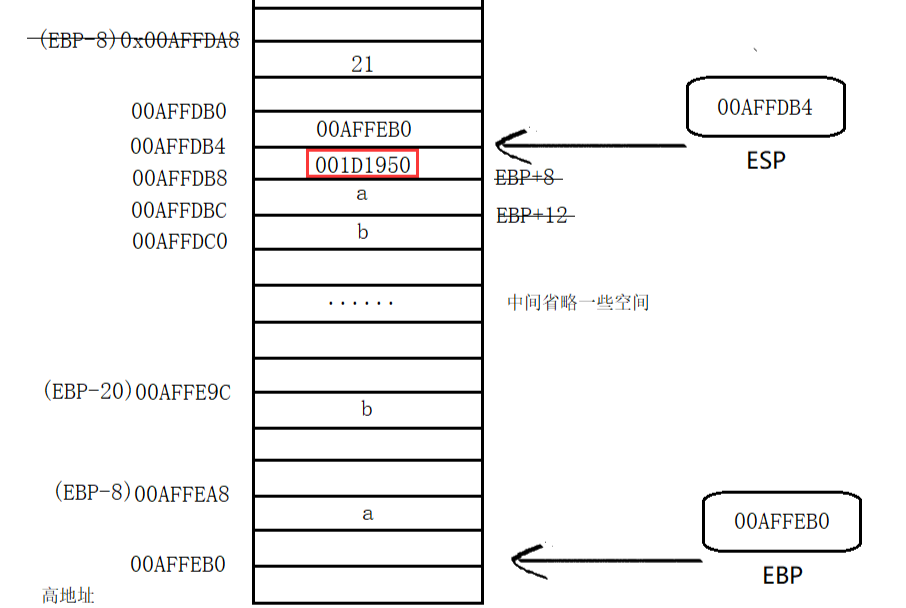 (EBP-8)0x00AFFDA8
21
00AFFDB0
00AFFDB4
ESP
00AFFEB0
00AFFDB4
001D1950
00AFFDB8
EBP+8
a
00AFFDBC
EBP+12
b
00AFFDC0
······
中间省略一些空间
(EBP-20)00AFFE9C
b
(EBP-8)00AFFEA8
a
00AFFEB0
EBP
00AFFEB0
高地址